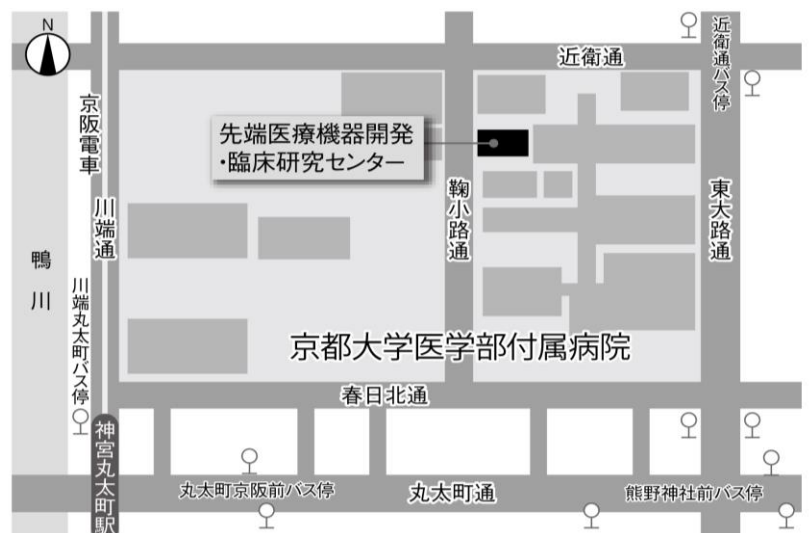 N
近衛通
近衛通バス停
京阪電車
先端医療機器開発
・臨床研究センター
川端通
鞠小路通
東大路通
鴨川
川端丸太町バス停
京都大学医学部付属病院
春日北通
神宮丸太町駅
丸太町京阪前バス停
丸太町通
熊野神社前バス停